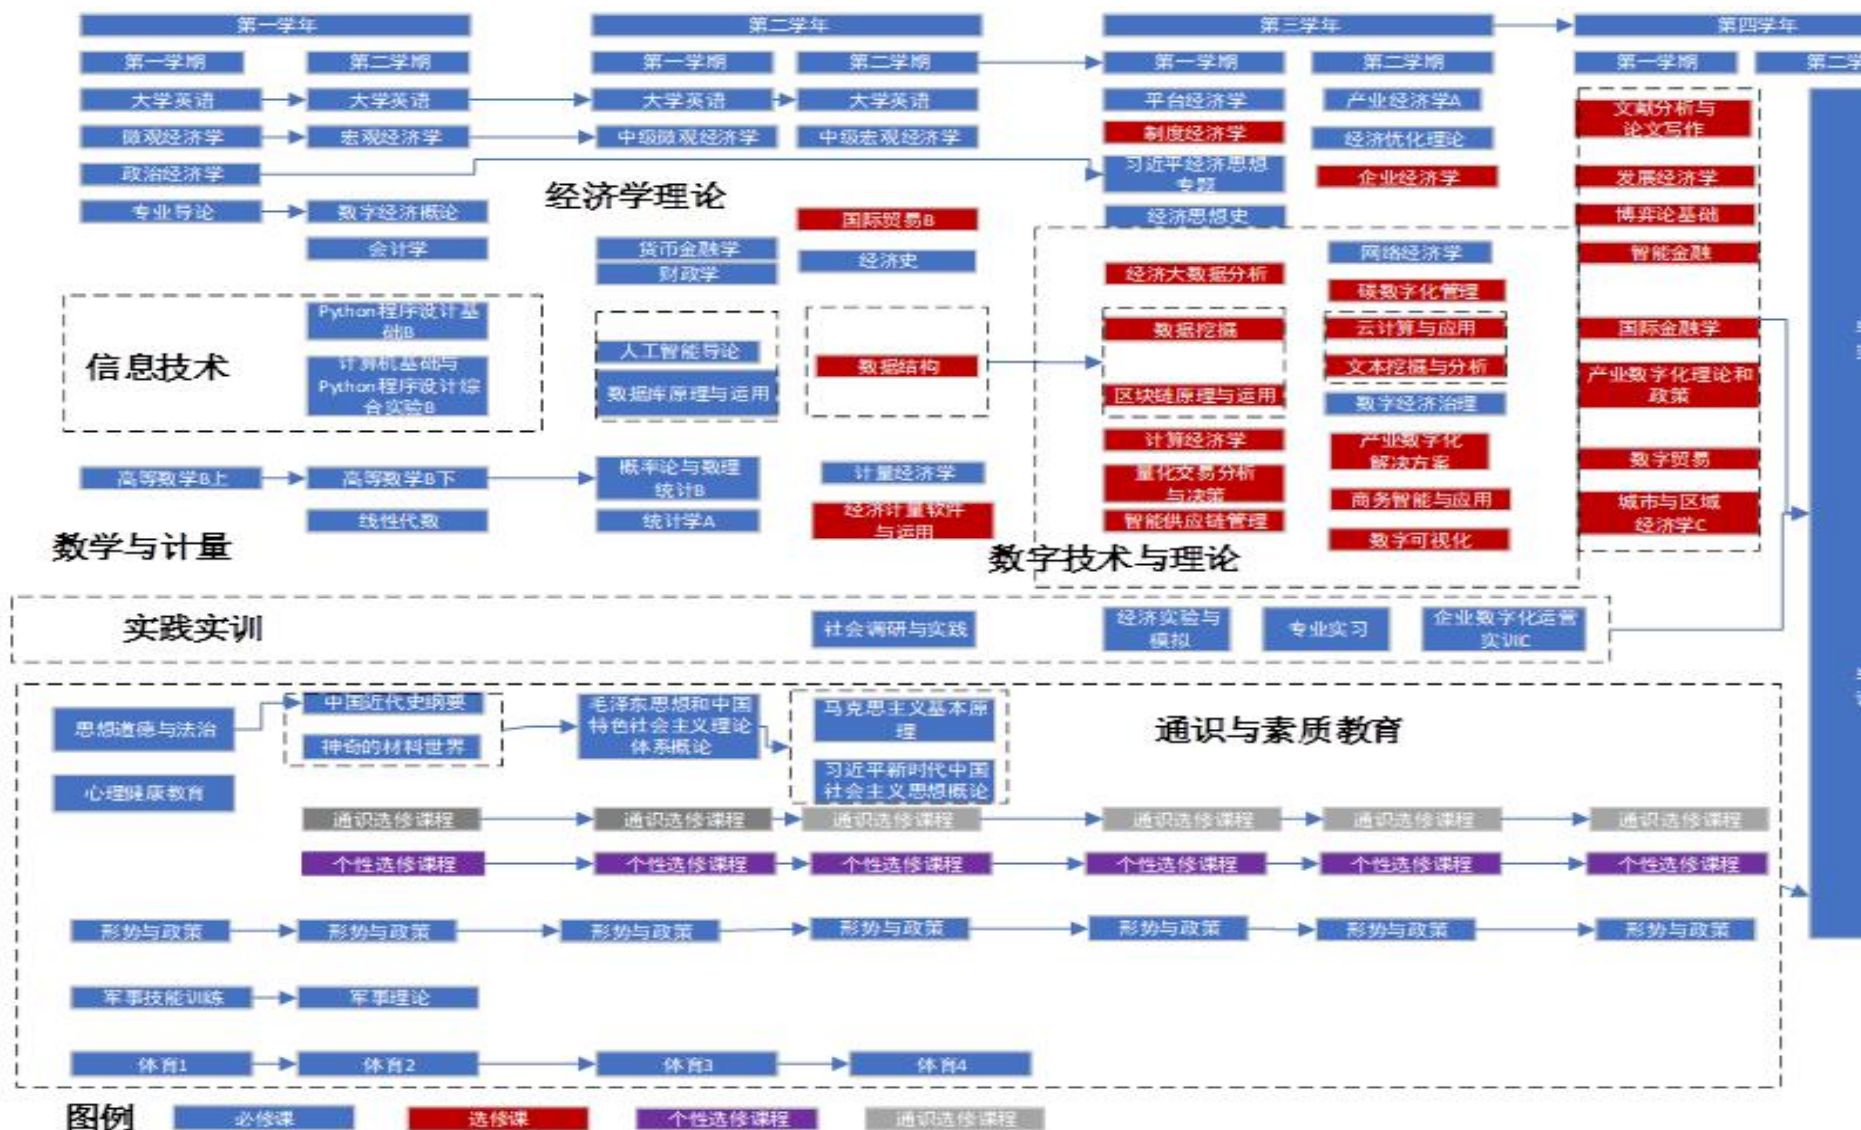 第一学年
第二学年
第三学年
第四学年
第一学期
第二学期
第一学期
第二学期
第一学期
第二学期
第一学期
第二学
大学英语
大学英语
大学英语
大学英语
平台经济学
产业经济学A
文献分析与
论文写作
微观经济学
宏观经济学
中级微观经济学
中级宏观经济学
制度经济学
经济优化理论
政治经济学
习近平经济思想
专题
企业经济学
发展经济学
经济学理论
专业导论
数字经济概论
国际贸易B
经济思想史
博弈论基础
会计学
货币金融学
财政学
经济史
网络经济学
智能金融
经济大数据分析
碳数字化管理
信息技术
Python程序设计基
础B
计算机基础与
Python程序设计综
合实验B
人工智能导论
数据库原理与运用
数据结构
数据挖掘
区块链原理与运用
云计算与应用
文本挖掘与分析
数字经济治理
国际金融学
产业数字化理论和
政策
高等数学B上
高等数学B下
概率论与数理
统计B
计量经济学
计算经济学
产业数字化
解决方案
数字贸易
线性代数
统计学A
经济计量软件
与运用
量化交易分析
与决策
智能供应链管理
商务智能与应用
数字可视化
城市与区域
经济学C
数学与计量
数字技术与理论
实践实训
社会调研与实践
经济实验与
模拟
专业实习
企业数字化运营
实训C
思想道德与法治
中国近代史纲要
神奇的材料世界
毛泽东思想和中国
特色社会主义理论
体系概论
马克思主义基本原
理
习近平新时代中国
社会主义思想概论
通识与素质教育
心理健康教育
通识选修课程
通识选修课程
通识选修课程
通识选修课程
通识选修课程
通识选修课程
个性选修课程
个性选修课程
个性选修课程
个性选修课程
个性选修课程
个性选修课程
形势与政策
形势与政策
形势与政策
形势与政策
形势与政策
形势与政策
形势与政策
军事技能训练
军事理论
体育1
体育2
体育3
体育4
图例
必修课
选修课
个性选修课程
通识选修课程